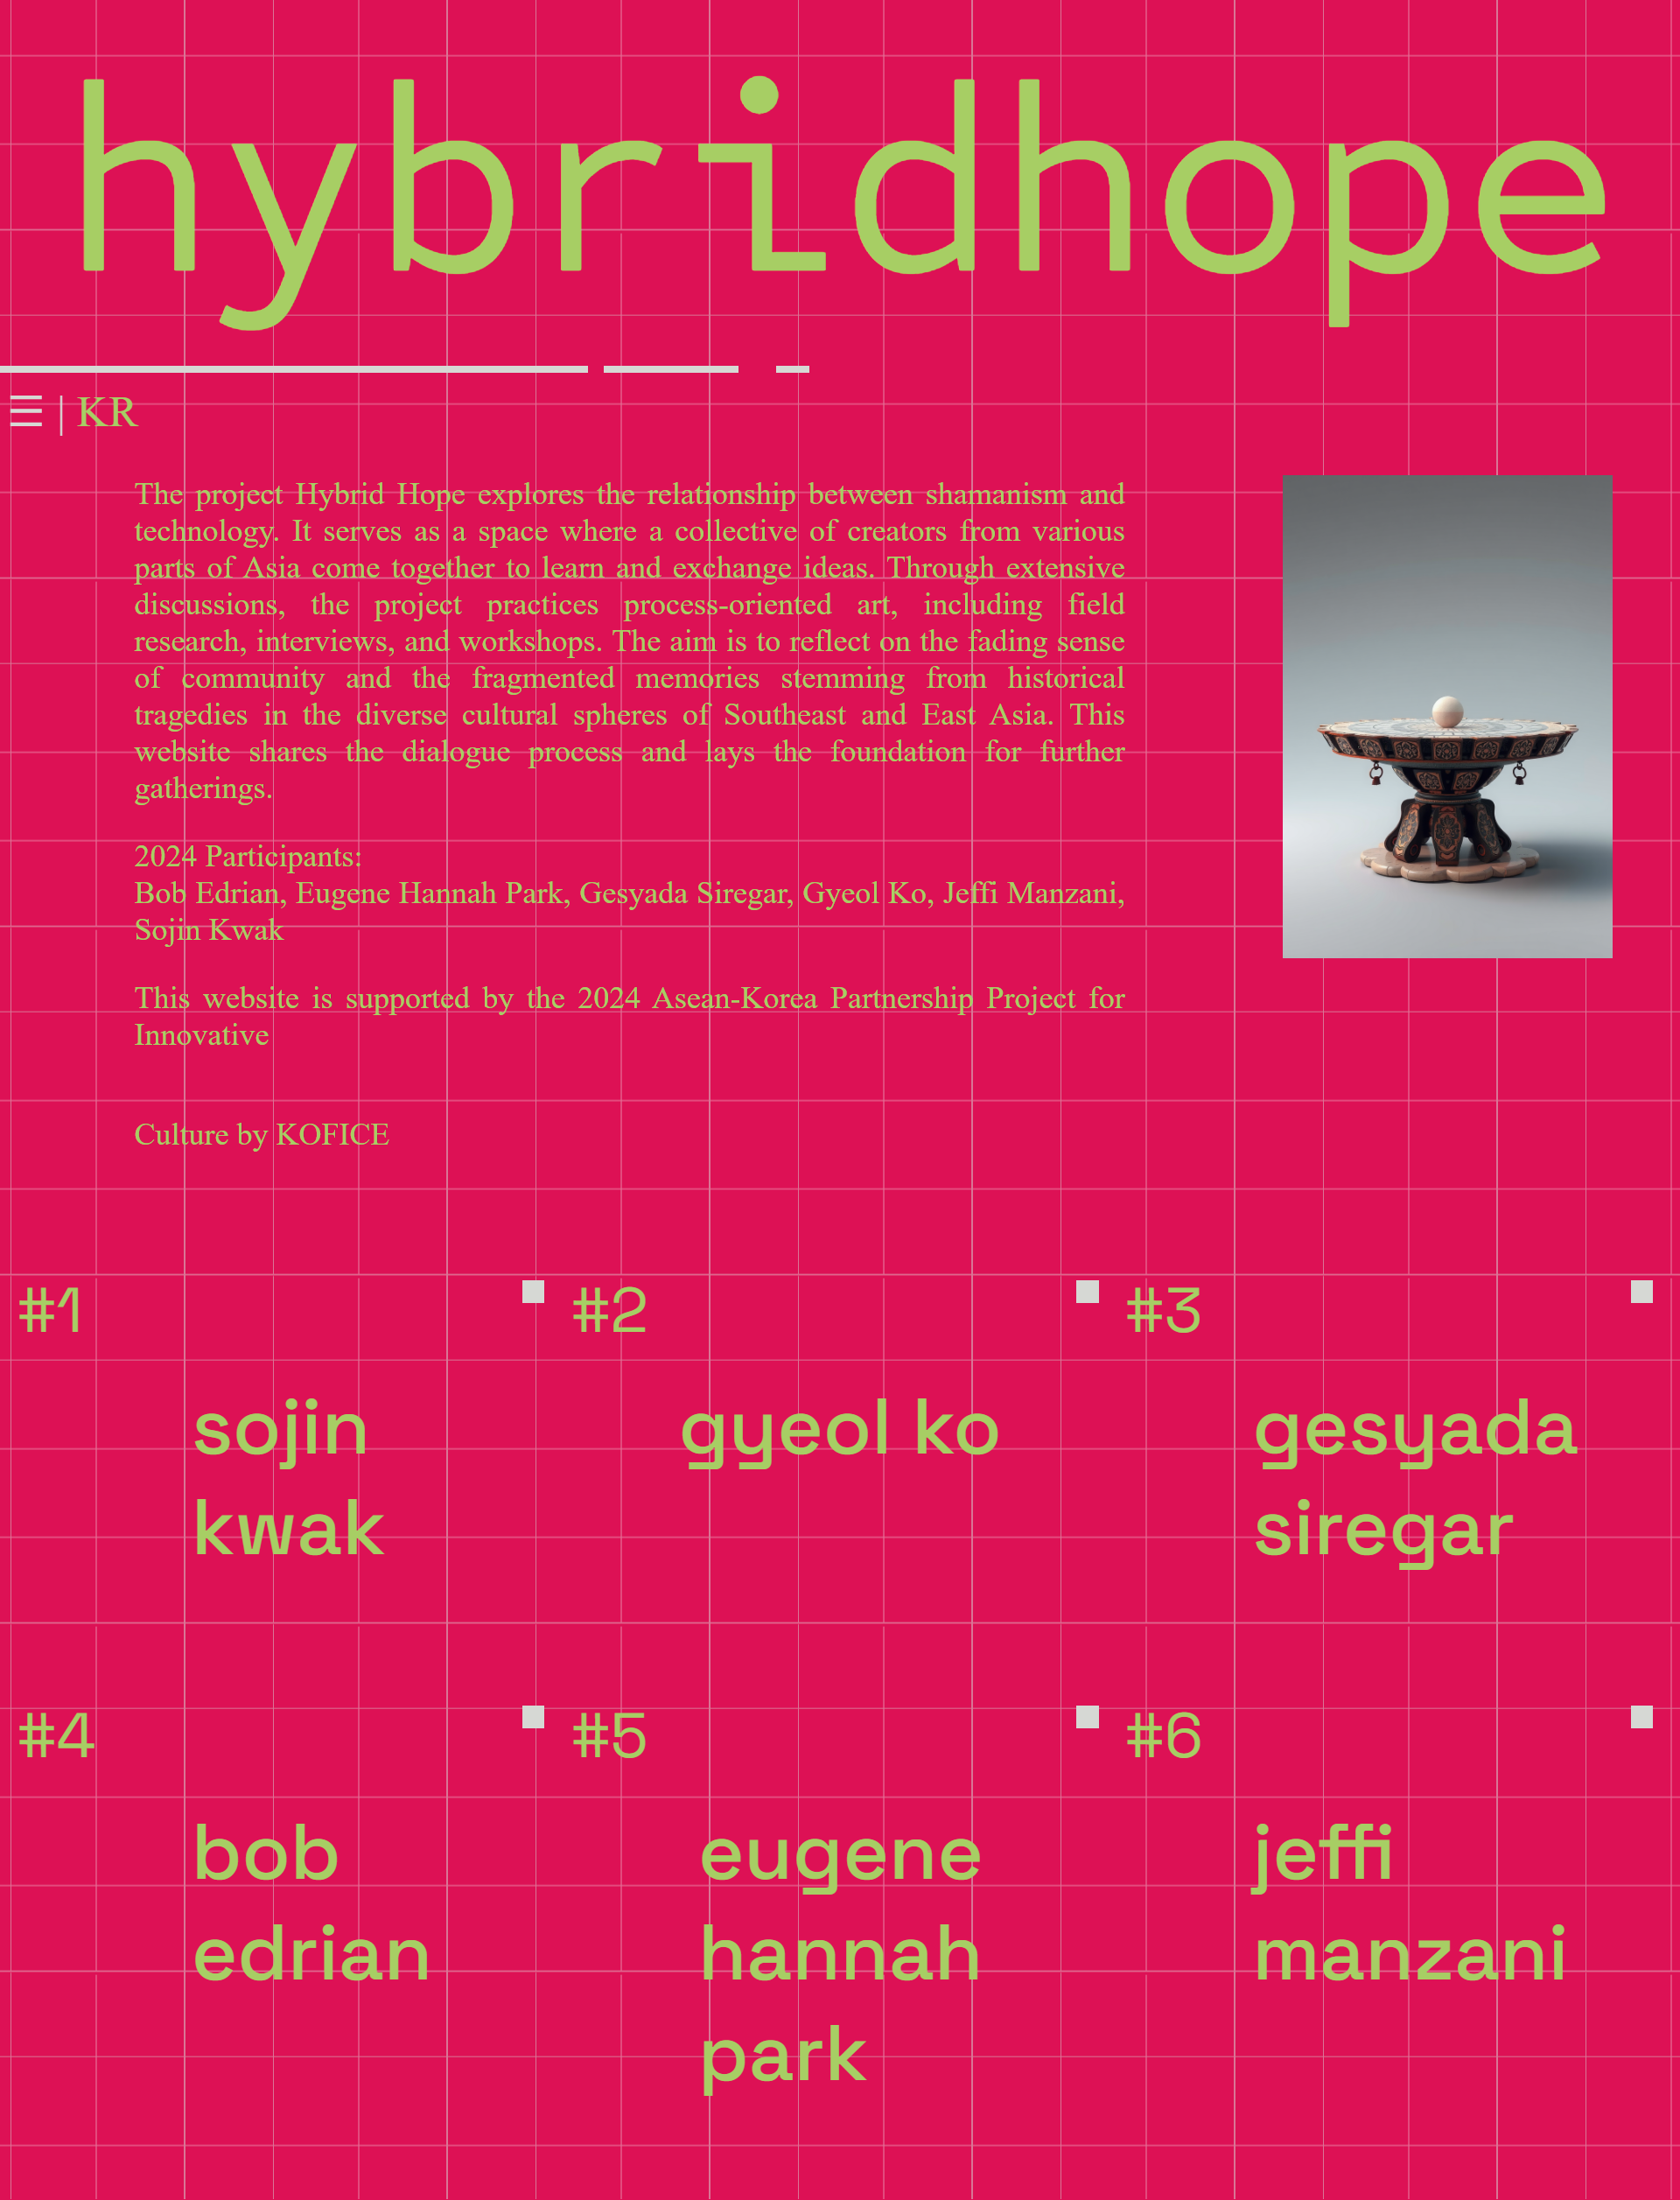 hybridhope
KR
The project Hybrid Hope explores the relationship between shamanism and
technology. It serves as a space where a collective of creators from various
parts of Asia come together to learn and exchange ideas. Through extensive
discussions, the project practices process-oriented art, including field
research, interviews, and workshops. The aim is to reflect on the fading sense
of community and the fragmented memories stemming from historical
tragedies in the diverse cultural spheres of Southeast and East Asia. This
website shares the dialogue process and lays the foundation for further
gatherings.
2024 Participants:
Bob Edrian, Eugene Hannah Park, Gesyada Siregar, Gyeol Ko, Jeffi Manzani,
Sojin Kwak
This website is supported by the 2024 Asean-Korea Partnership Project for
Innovative
Culture by KOFICE
#1
sojin
kwak
#2
gyeol ko
#3
gesyada
siregar
#4
bob
edrian
#5
eugene
hannah
park
#6
jeffi
manzani